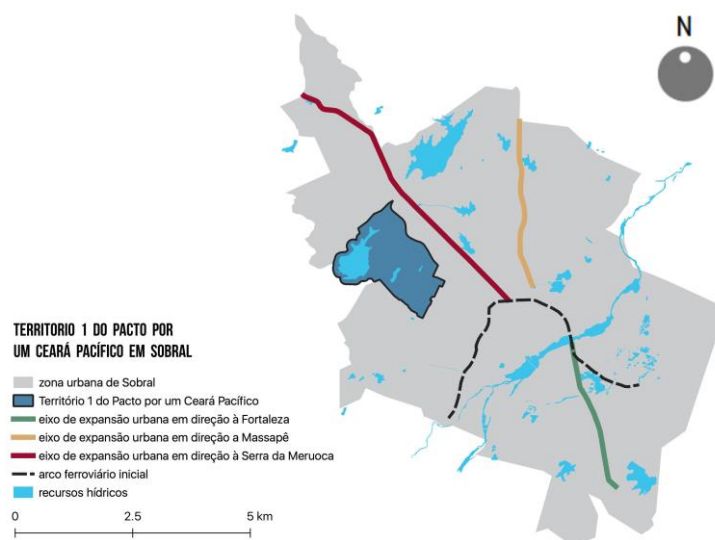 N
TERRITORIO 1 DO PACTO POR
UM CEARÁ PACÍFICO EM SOBRAL
zona urbana de Sobral
Território 1 do Pacto por um Ceará Pacífico
eixo de expansão urbana em direção à Fortaleza
eixo de expansão urbana em direção a Massapê
eixo de expansão urbana em direção à Serra da Meruoca
arco ferroviário inicial
recursos hídricos
0 2.5 5 km